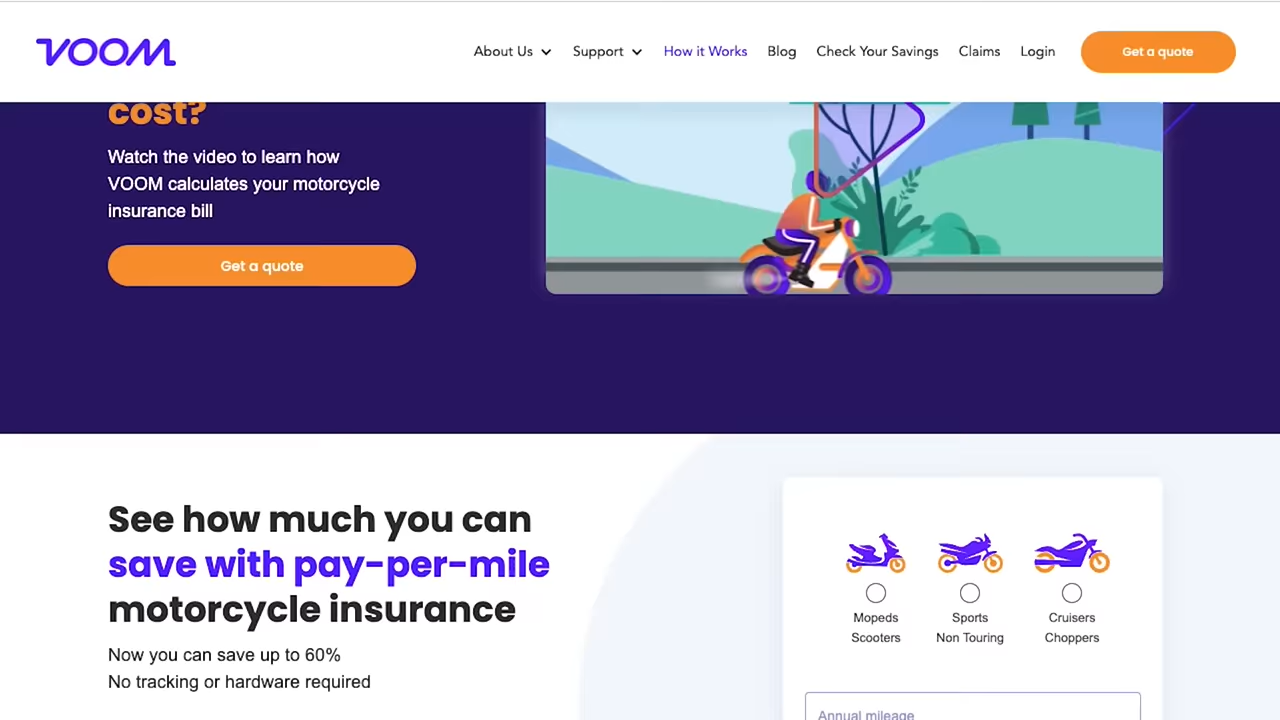 VOOM
About Us
Support
How it Works
Blog
Check Your Savings
Claims
Login
Get a quote
cost?
Watch the video to learn how
VOOM calculates your motorcycle
insurance bill
Get a quote
See how much you can
save with pay-per-mile
motorcycle insurance
Now you can save up to 60%
No tracking or hardware required
Mopeds
Scooters
Sports
Non Touring
Cruisers
Choppers
Annual mileage